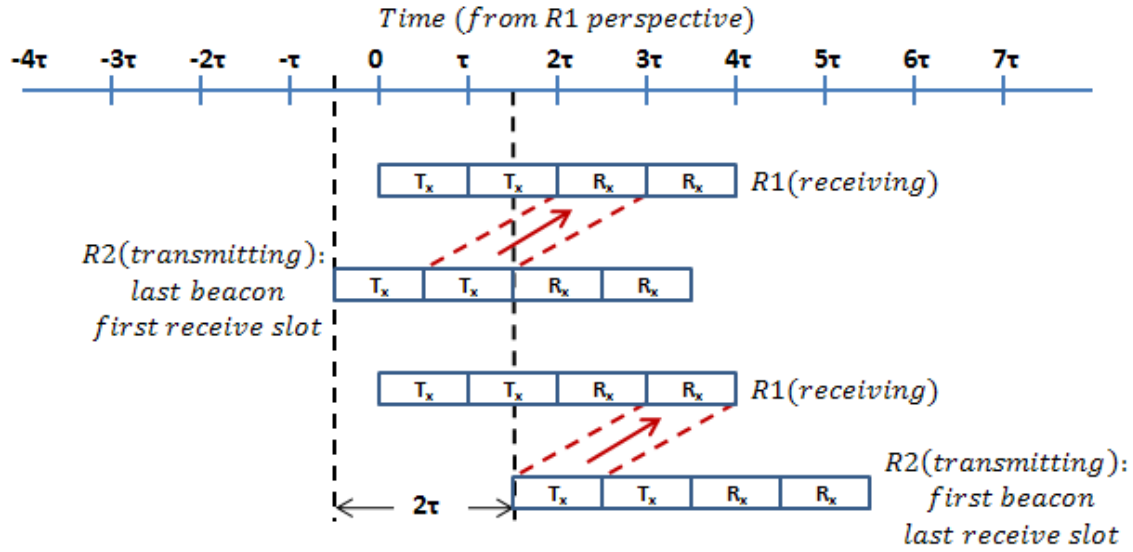 Time (from R1 perspective)
-4τ -3τ -2τ -τ 0 τ 2τ 3τ 4τ 5τ 6τ 7τ
Tx Tx Rx Rx R1(receiving)
R2(transmitting):
last beacon
first receive slot
Tx Tx Rx Rx
Tx Tx Rx Rx R1(receiving)
R2(transmitting):
first beacon
last receive slot
Tx Tx Rx Rx
2τ